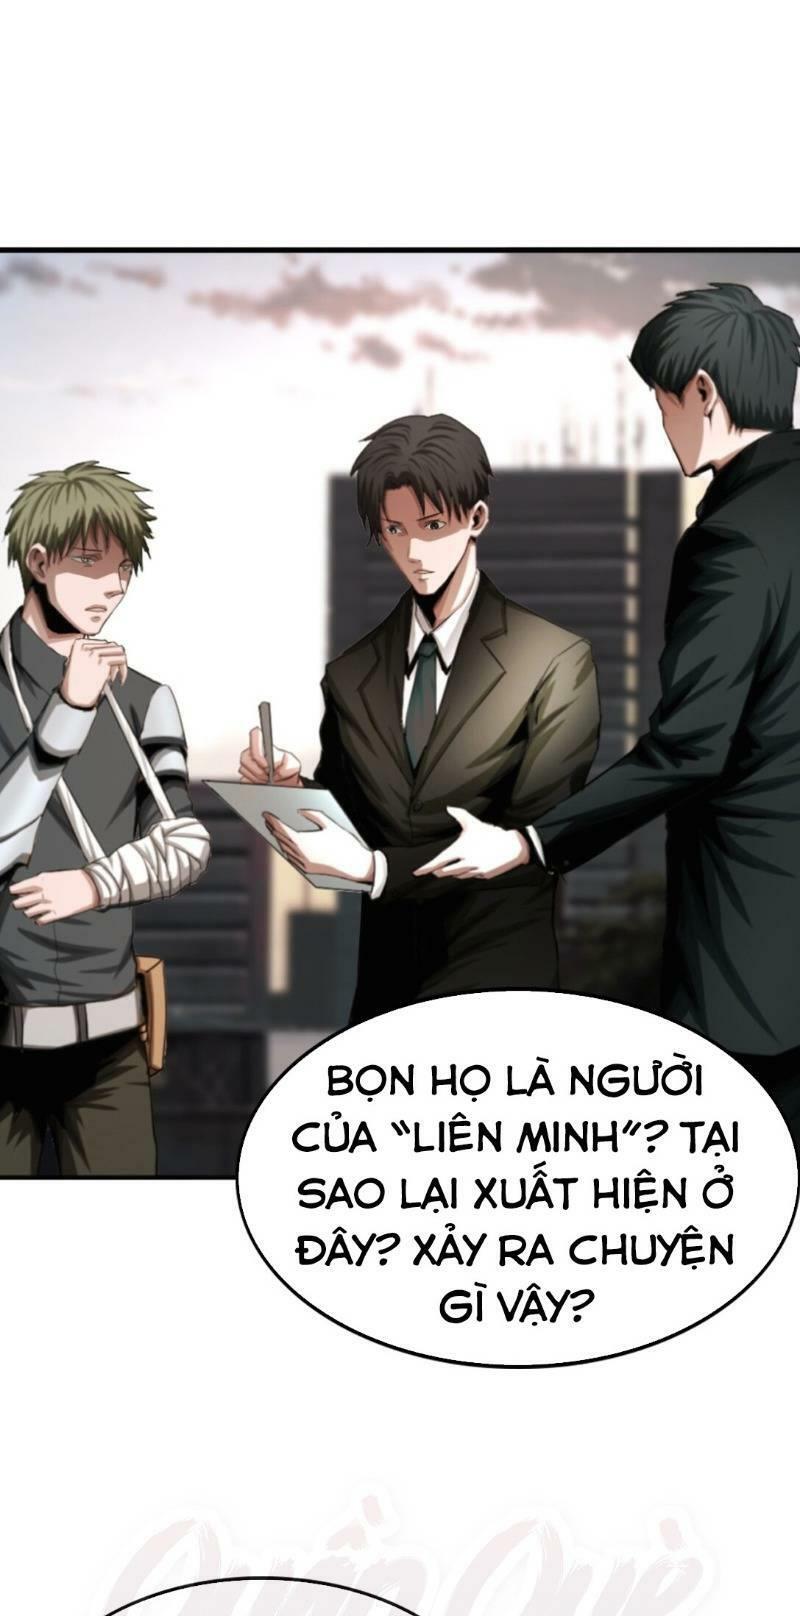 BỌN HỌ LÀ NGƯỜI
CỦA “LIÊN MINH”? TẠI
SAO LẠI XUẤT HIỆN Ở
ĐÂY? XẢY RA CHUYỆN
GÌ VẬY?